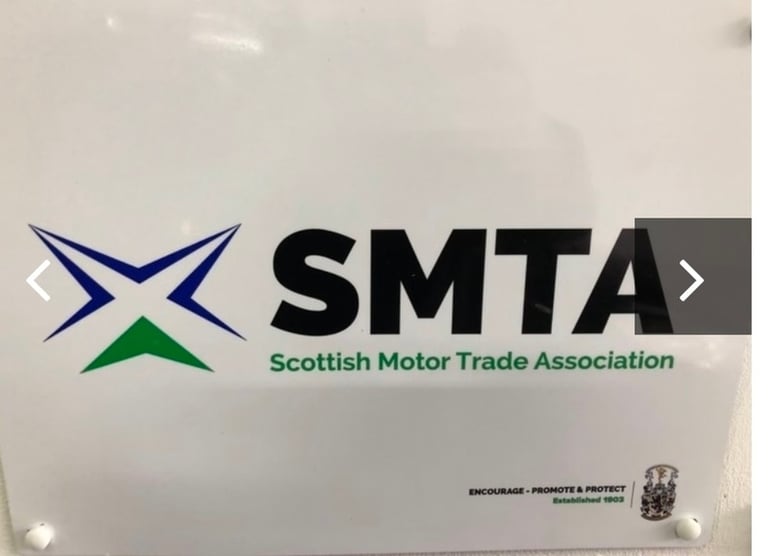 SMTA
Scottish Motor Trade Association
ENCOURAGE - PROMOTE & PROTECT
Established 1903